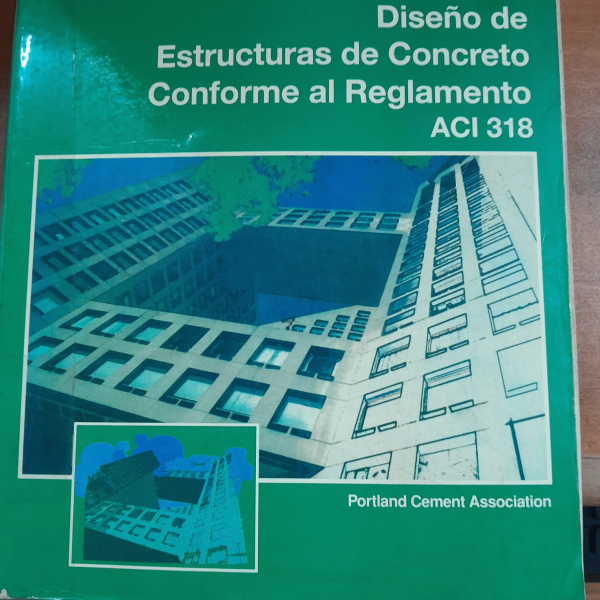 Diseño de
Estructuras de Concreto
Conforme al Reglamento
ACI 318
Portland Cement Association